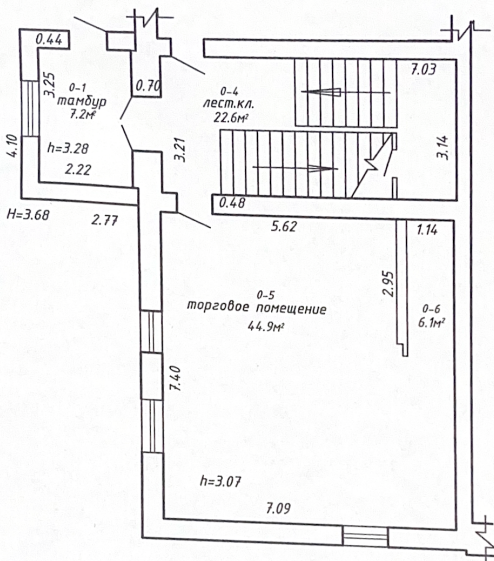 0.44
3.25
0-1
тамбур
7.2м²
0.70
0-4
лест.кл.
22.6м²
7.03
4.10
h=3.28
2.22
3.21
3.14
H=3.68
2.77
0.48
5.62
1.14
2.95
0-5
торговое помещение
44.9м²
0-6
6.1м²
7.40
h=3.07
7.09